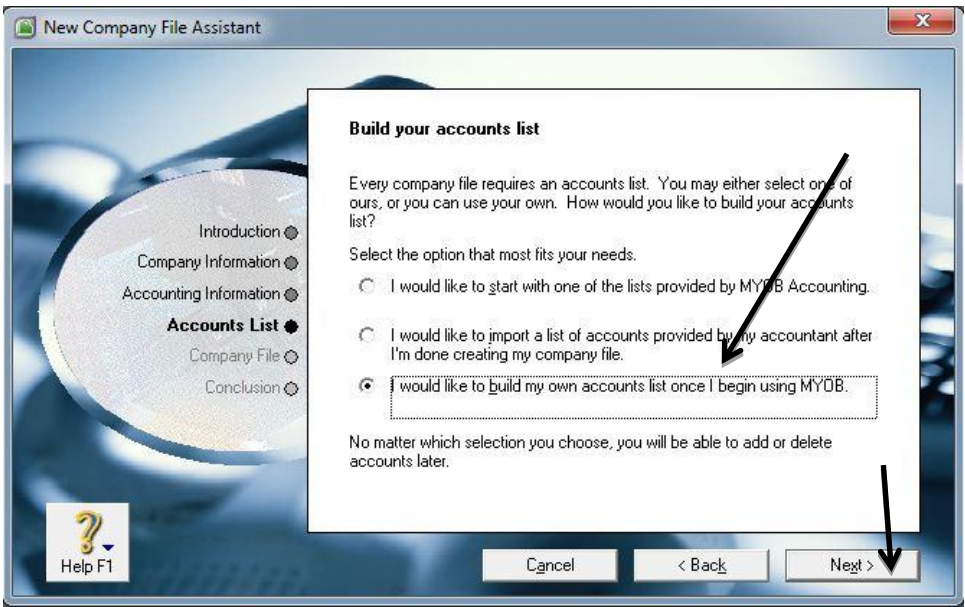 New Company File Assistant
Build your accounts list
Every company file requires an accounts list. You may either select one of
ours, or you can use your own. How would you like to build your accounts
list?
Select the option that most fits your needs.
I would like to start with one of the lists provided by MYOB Accounting.
I would like to import a list of accounts provided by my accountant after
I'm done creating my company file.
I would like to build my own accounts list once I begin using MYOB.
No matter which selection you choose, you will be able to add or delete
accounts later.
Introduction
Company Information
Accounting Information
Accounts List
Company File
Conclusion
Help F1
Cancel
< Back
Next >